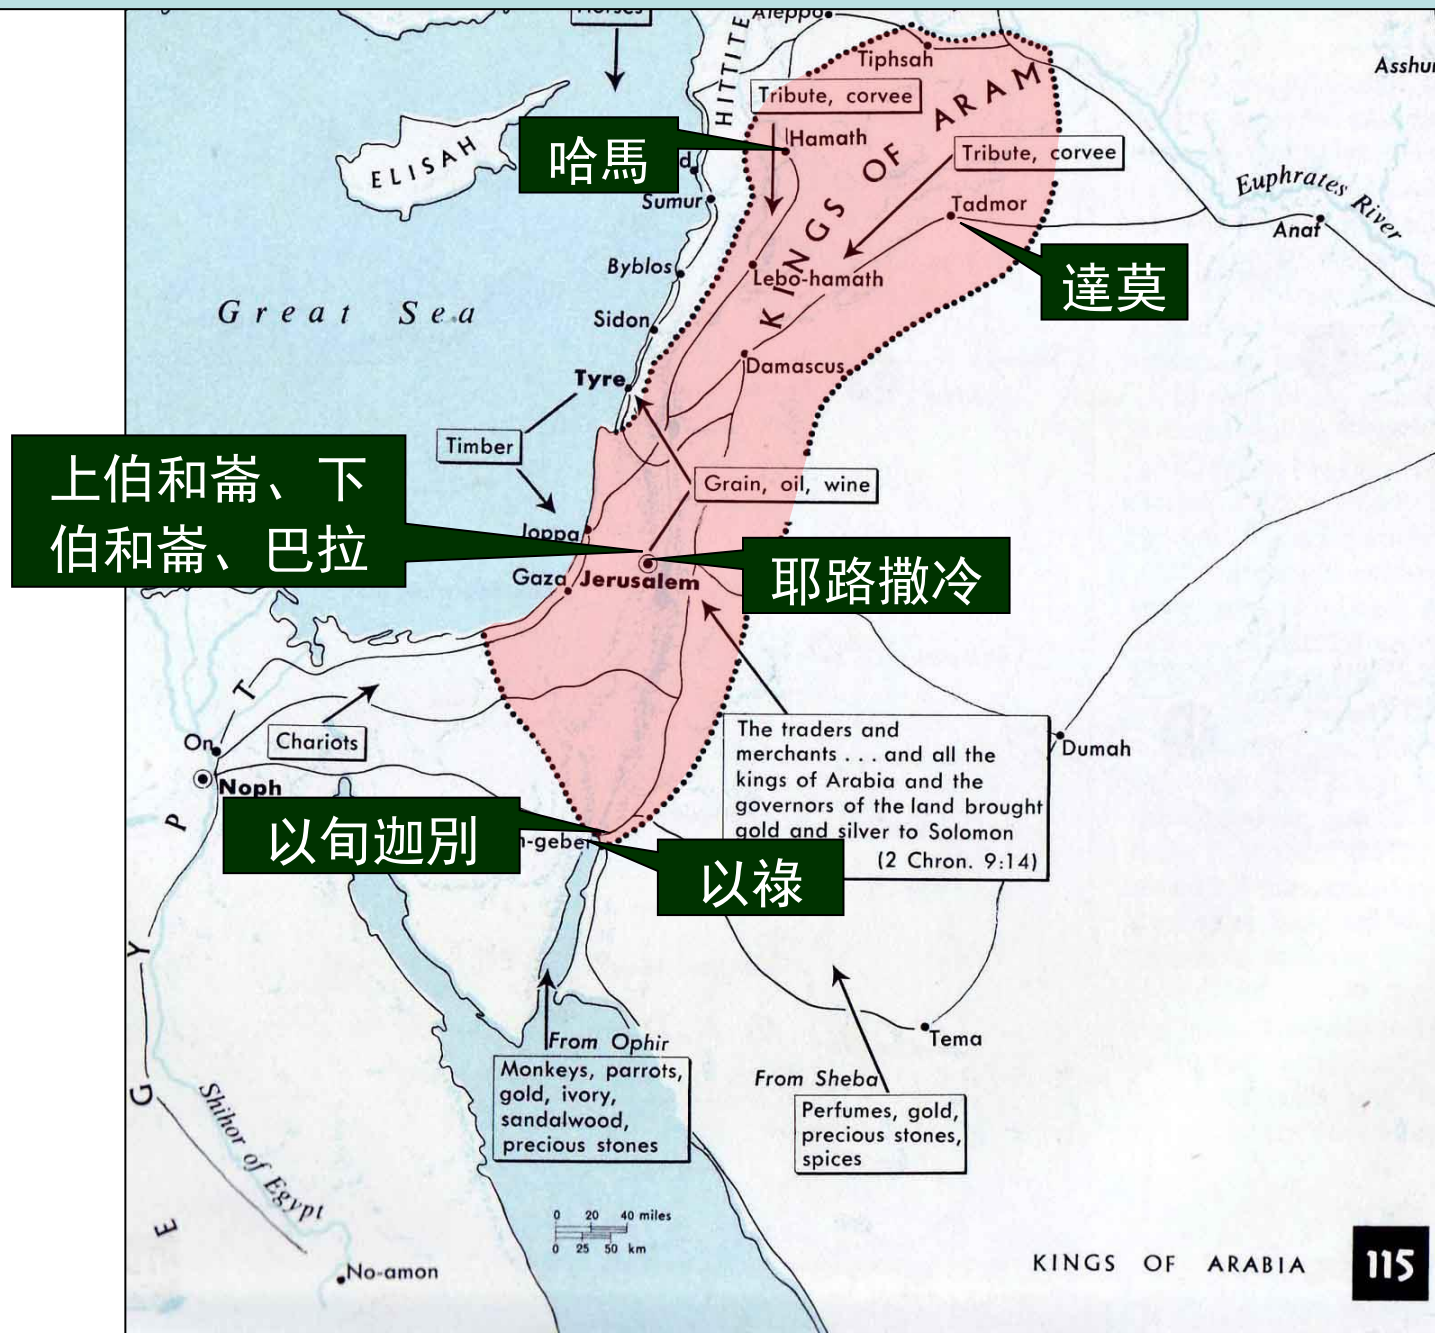 Horses
Aleppo
HITTITE
Tiphsah
Asshur
Tribute, corvee
KINGS OF ARAM
哈馬
Hamath
Tribute, corvee
ELISAH
Sumur
Tadmor
Euphrates River
Anat
達莫
Byblos
Lebo-hamath
Great Sea
Sidon
Damascus
Tyre
Timber
上伯和崙、下
伯和崙、巴拉
Grain, oil, wine
Joppa
Gaza
Jerusalem
耶路撒冷
EGYPT
On
Chariots
Noph
The traders and
merchants . . . and all the
kings of Arabia and the
governors of the land brought
gold and silver to Solomon
(2 Chron. 9:14)
Dumah
以旬迦別
n-geber
以祿
From Ophir
Monkeys, parrots,
gold, ivory,
sandalwood,
precious stones
Tema
From Sheba
Perfumes, gold,
precious stones,
spices
Shihor of Egypt
0 20 40 miles
0 25 50 km
No-amon
KINGS OF ARABIA
115